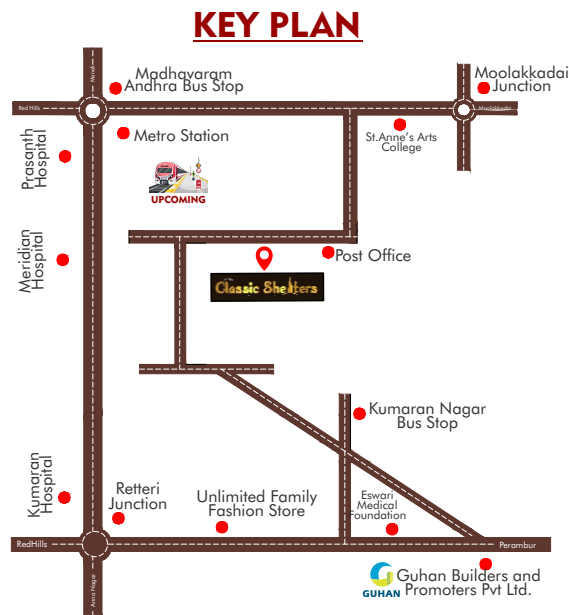 KEY PLAN
Manali
Madhavaram
Andhra Bus Stop
Moolakkadai
Junction
Red Hills
Moolakkadai
Metro Station
St.Anne's Arts
College
Prasanth
Hospital
UPCOMING
Meridian
Hospital
Post Office
Classic Shelters
Kumaran Nagar
Bus Stop
Kumaran
Hospital
Retteri
Junction
Unlimited Family
Fashion Store
Eswari
Medical
Foundation
RedHills
Perambur
Anna Nagar
GUHAN
Guhan Builders and
Promoters Pvt Ltd.